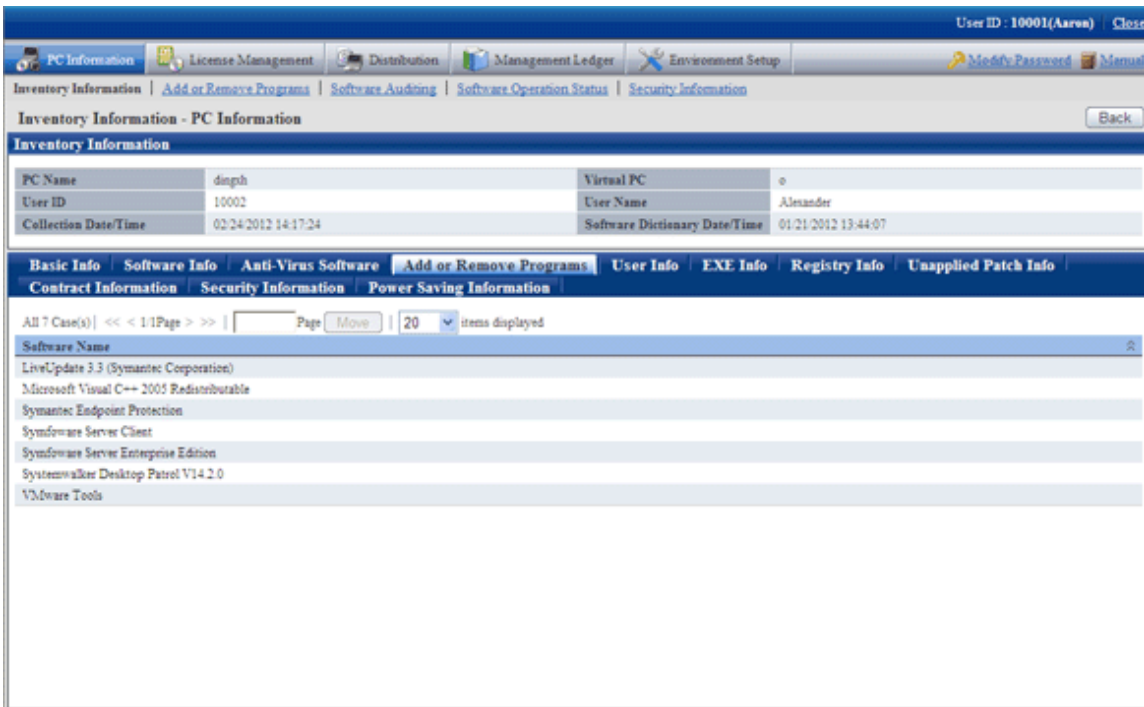 User ID : 10001(Aaron) Close
PC Information License Management Distribution Management Ledger Environment Setup Modify Password Manual
Inventory Information | Add or Remove Programs | Software Auditing | Software Operation Status | Security Information
Inventory Information - PC Information Back
Inventory Information
PC Name dingsh Virtual PC o
User ID 10002 User Name Alexander
Collection Date/Time 02/24/2012 14:17:24 Software Dictionary Date/Time 01/21/2012 13:44:07
Basic Info Software Info Anti-Virus Software Add or Remove Programs User Info EXE Info Registry Info Unapplied Patch Info
Contract Information Security Information Power Saving Information
All 7 Case(s)| << < 1/1Page > >> | Page Move | 20 items displayed
Software Name
LiveUpdate 3.3 (Symantec Corporation)
Microsoft Visual C++ 2005 Redistributable
Symantec Endpoint Protection
Symfoware Server Client
Symfoware Server Enterprise Edition
Systemwalker Desktop Patrol V14.2.0
VMware Tools